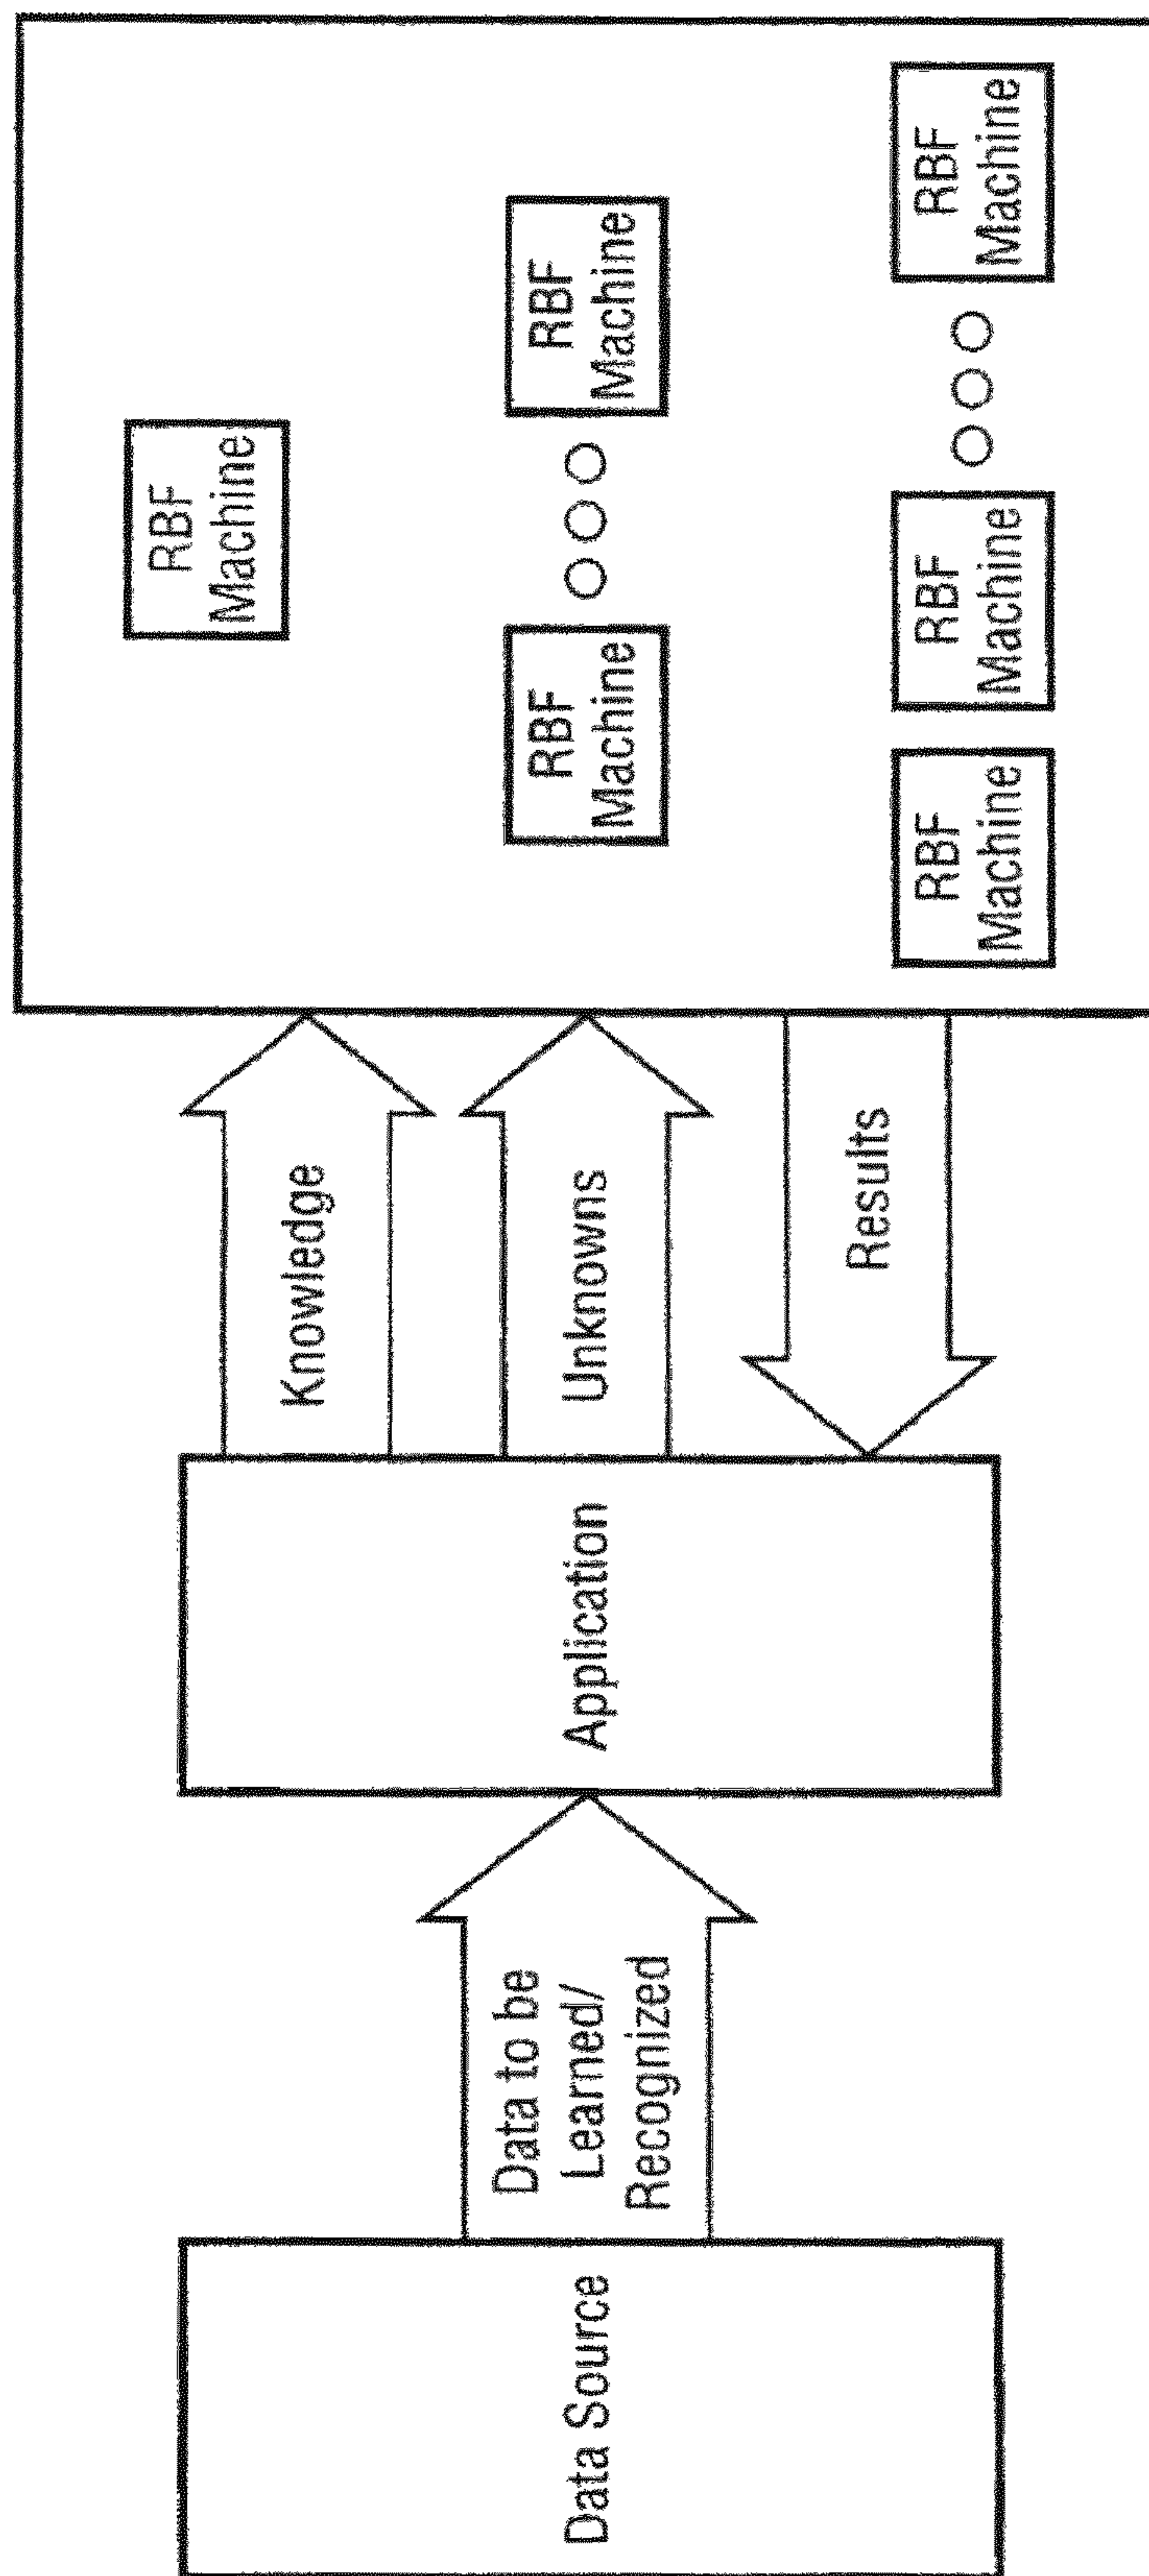 Data Source
Data to be
Learned/
Recognized
Application
Knowledge
Unknowns
Results
RBF
Machine
RBF
Machine
RBF
Machine
RBF
Machine
RBF
Machine
RBF
Machine